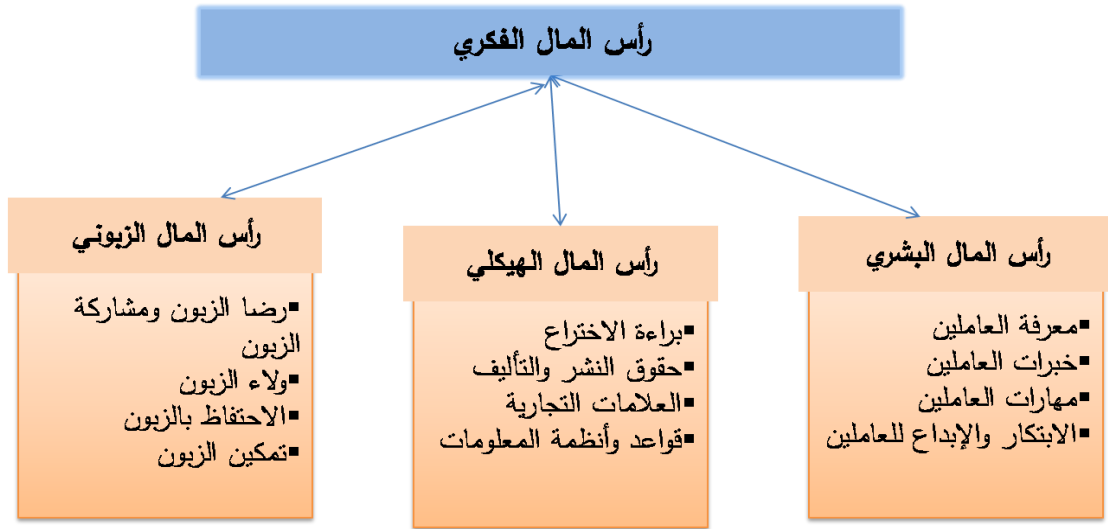 رأس المال الفكري
رأس المال البشري
▪معرفة العاملين
▪خبرات العاملين
▪مهارات العاملين
▪الابتكار والإبداع للعاملين
رأس المال الهيكلي
▪براءة الاختراع
▪حقوق النشر والتأليف
▪العلامات التجارية
▪قواعد وأنظمة المعلومات
رأس المال الزبوني
▪رضا الزبون ومشاركة
الزبون
▪ولاء الزبون
▪الاحتفاظ بالزبون
▪تمكين الزبون